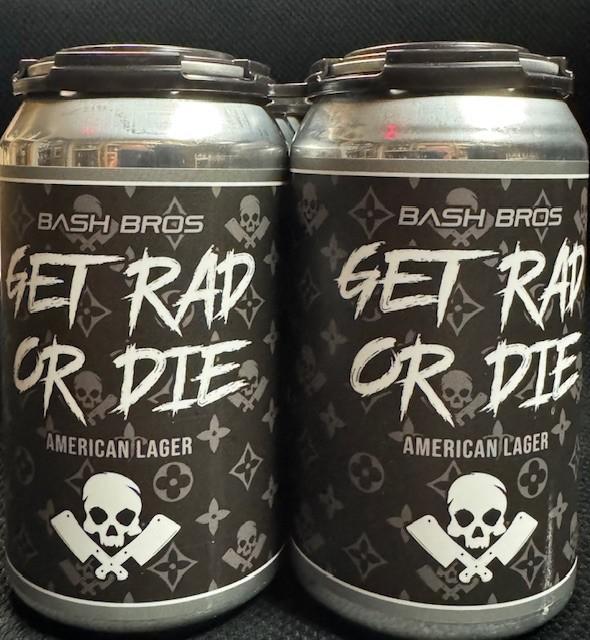 BASH BROS
GET RAD
OR DIE
AMERICAN LAGER
BASH BROS
GET RAD
OR DIE
AMERICAN LAGER